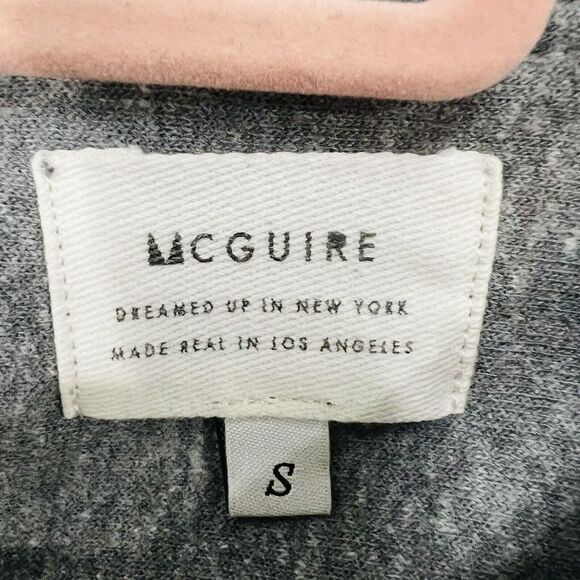 MCGUIRE
DREAMED UP IN NEW YORK
MADE REAL IN LOS ANGELES
S